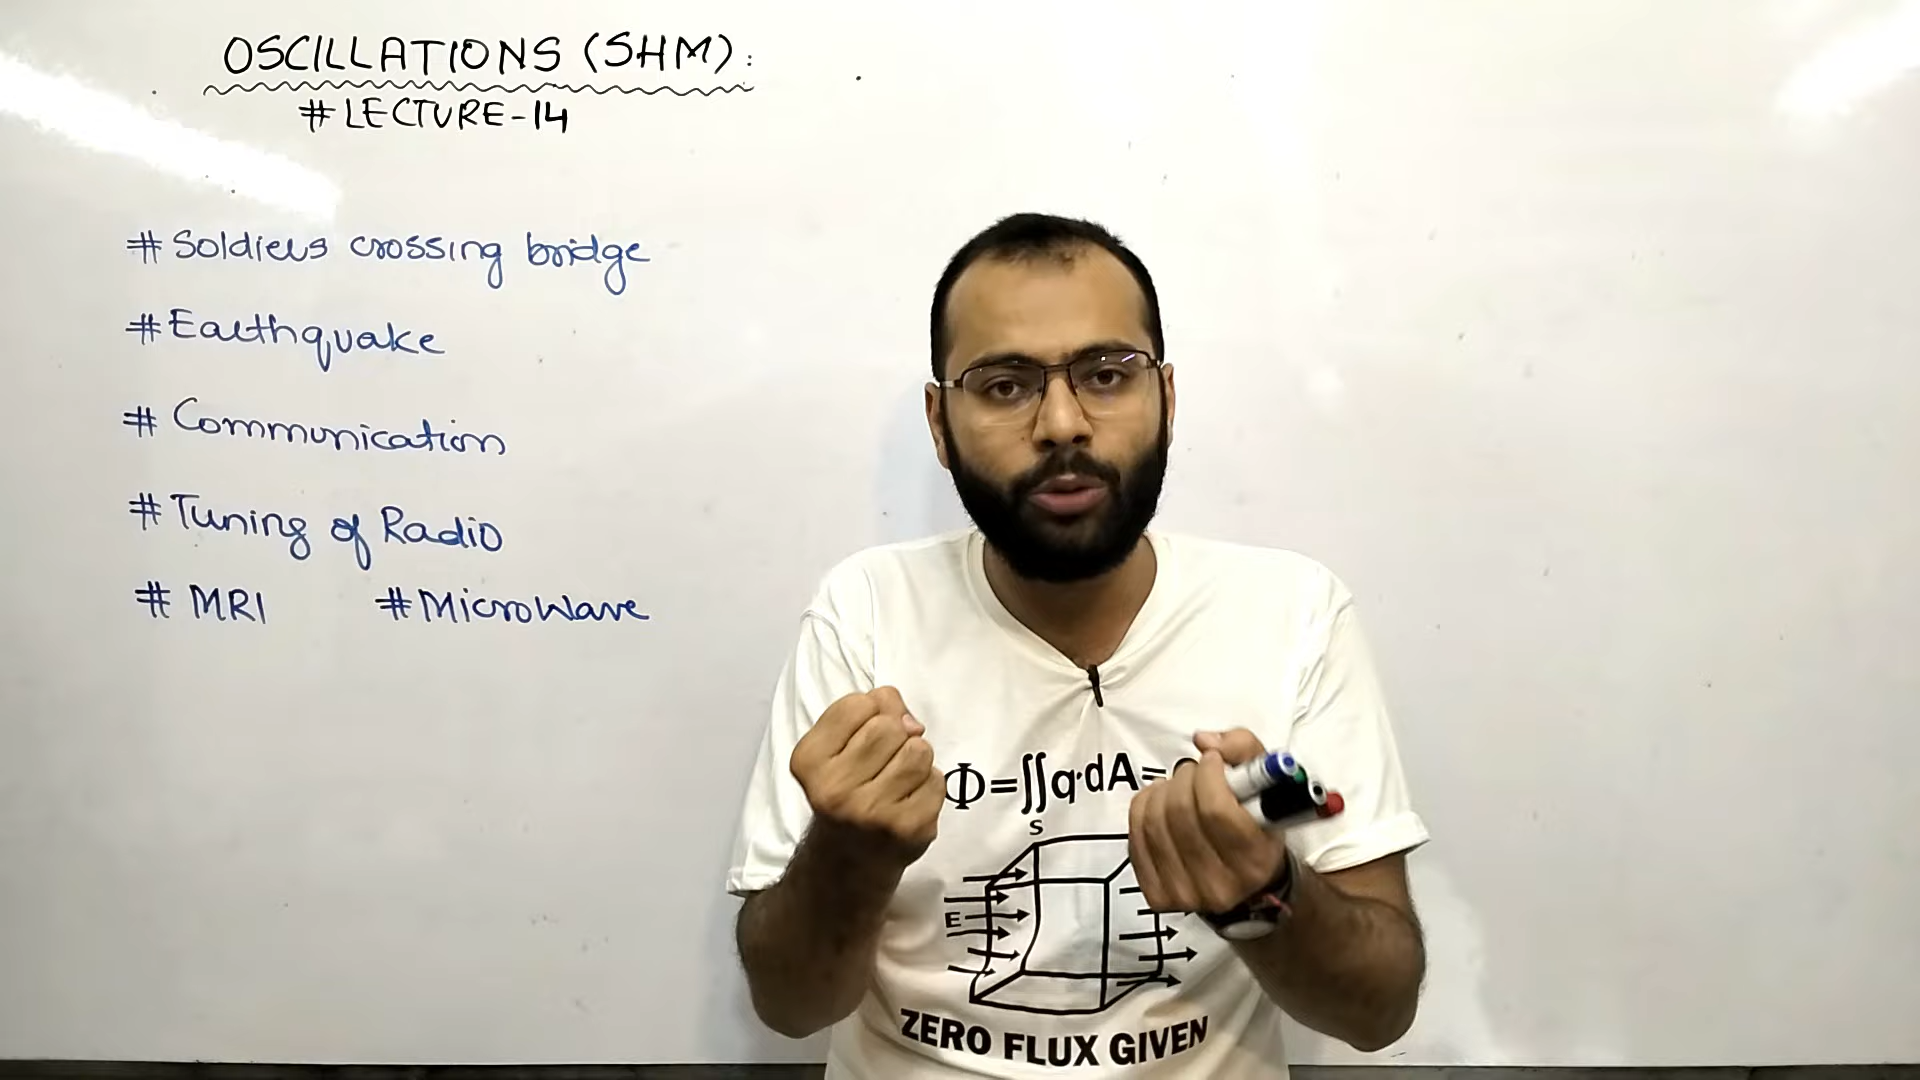 OSCILLATIONS (SHM):
#LECTURE-14
#Soldiers crossing bridge
#Earthquake
#Communication
#Tuning of Radio
#MRI #Microwave
Φ=∫∫q·dA=
S
E
ZERO FLUX GIVEN